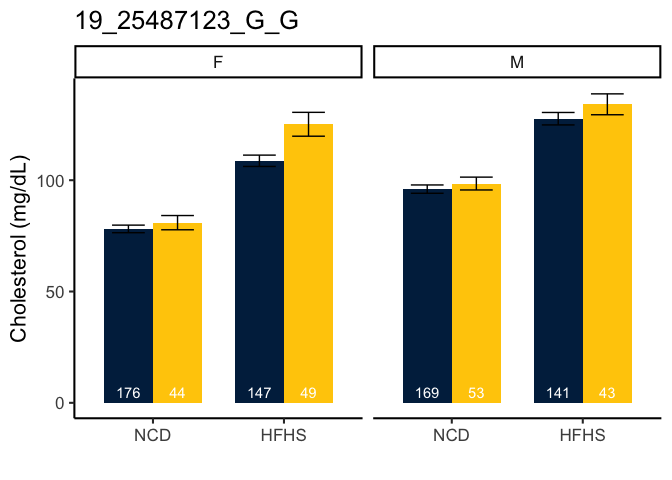 19_25487123_G_G
F M
Cholesterol (mg/dL)
100
50
0
176 44 147 49 169 53 141 43
NCD HFHS NCD HFHS